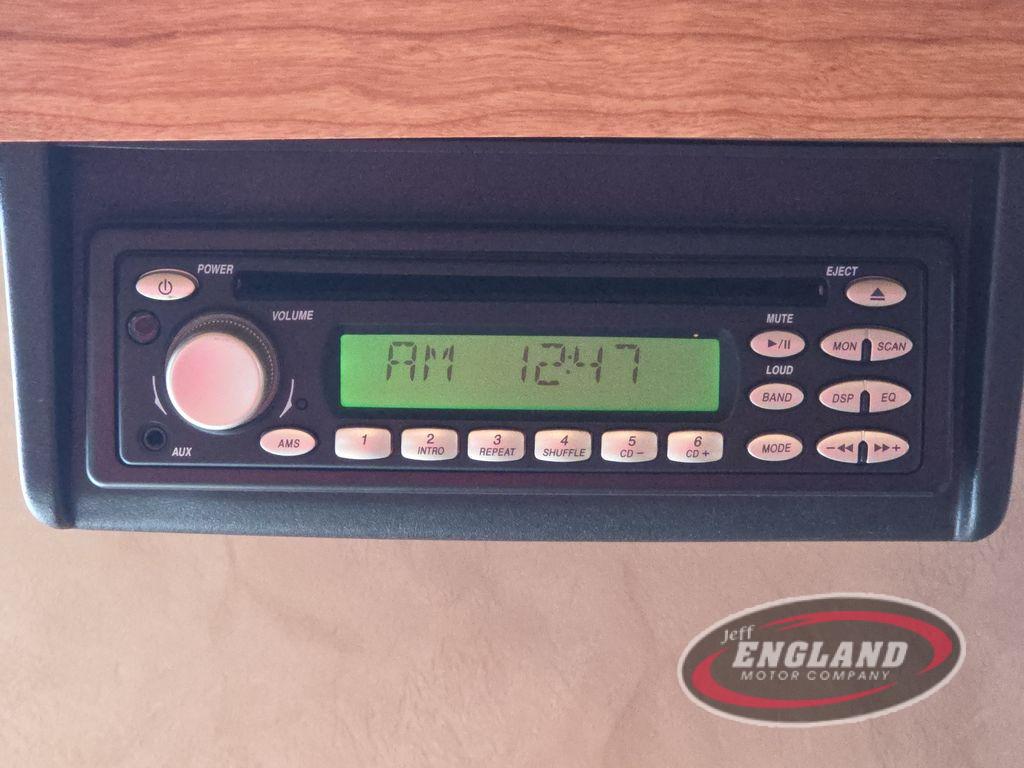 POWER
EJECT
VOLUME
MUTE
AM 12:47
MON SCAN
LOUD
BAND
DSP EQ
AUX
AMS
1
2 INTRO
3 REPEAT
4 SHUFFLE
5 CD −
6 CD +
MODE
Jeff
ENGLAND
MOTOR COMPANY